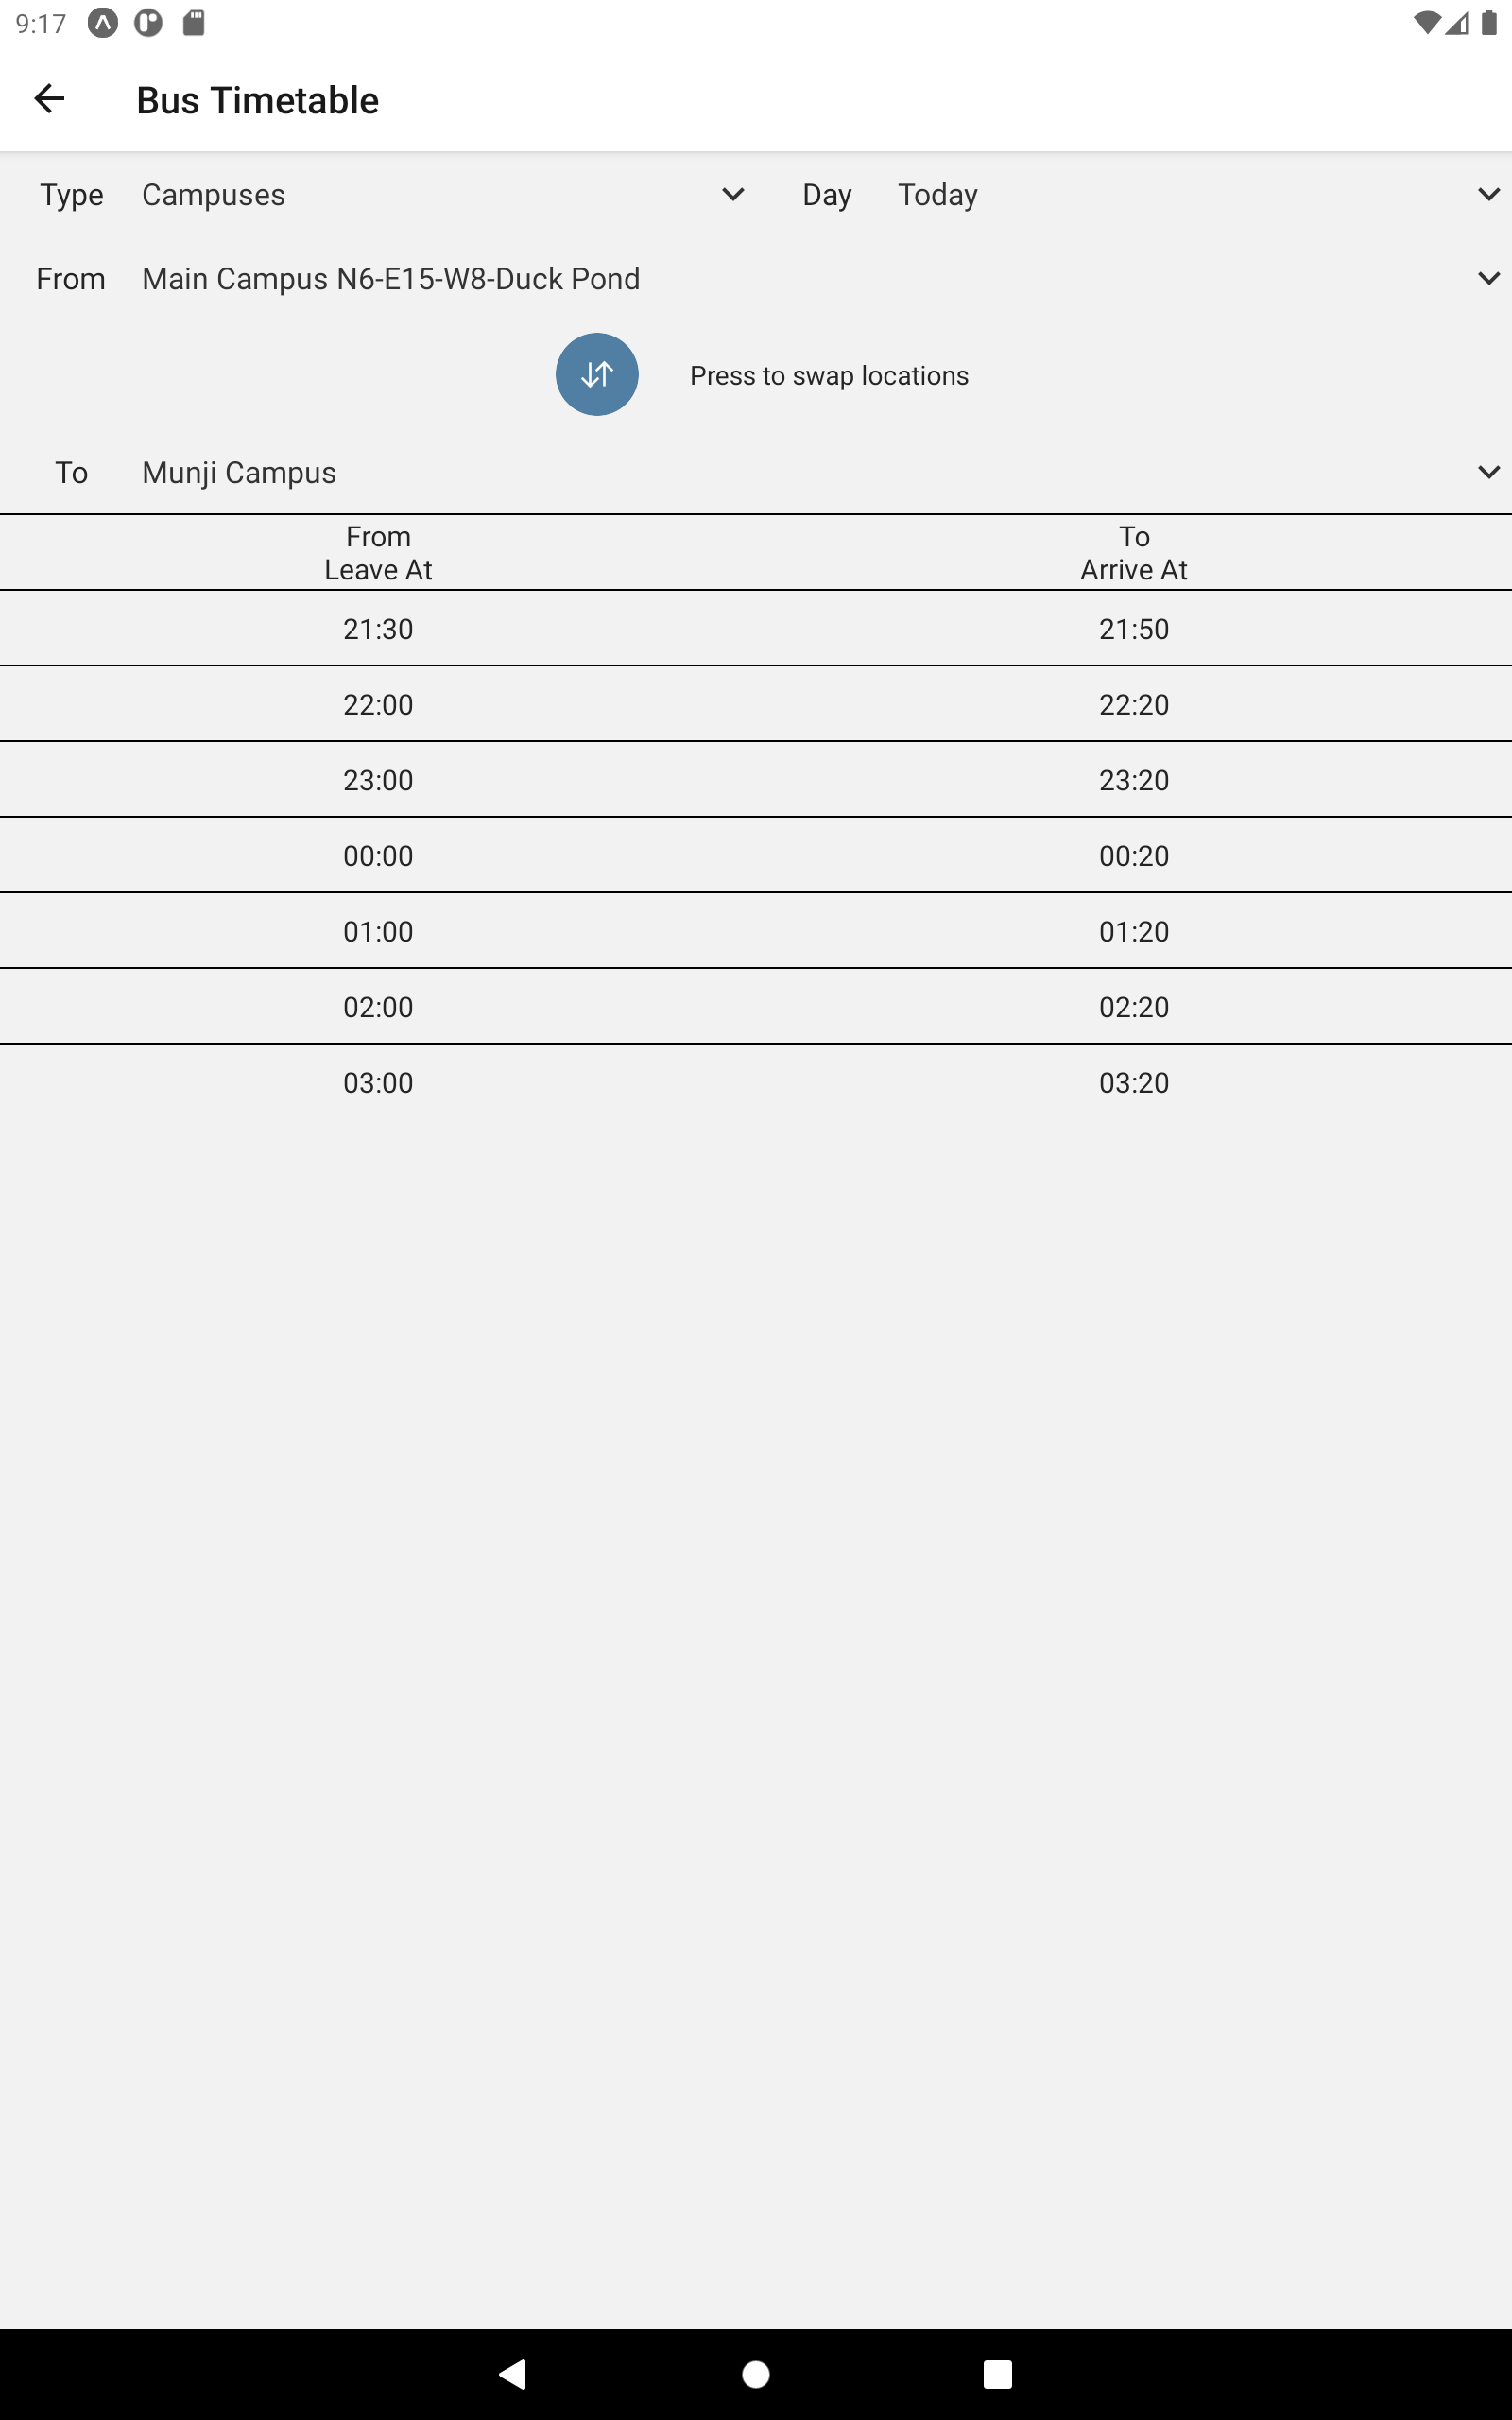 9:17
Bus Timetable
Type Campuses Day Today
From Main Campus N6-E15-W8-Duck Pond
Press to swap locations
To Munji Campus
From To
Leave At Arrive At
21:30 21:50
22:00 22:20
23:00 23:20
00:00 00:20
01:00 01:20
02:00 02:20
03:00 03:20